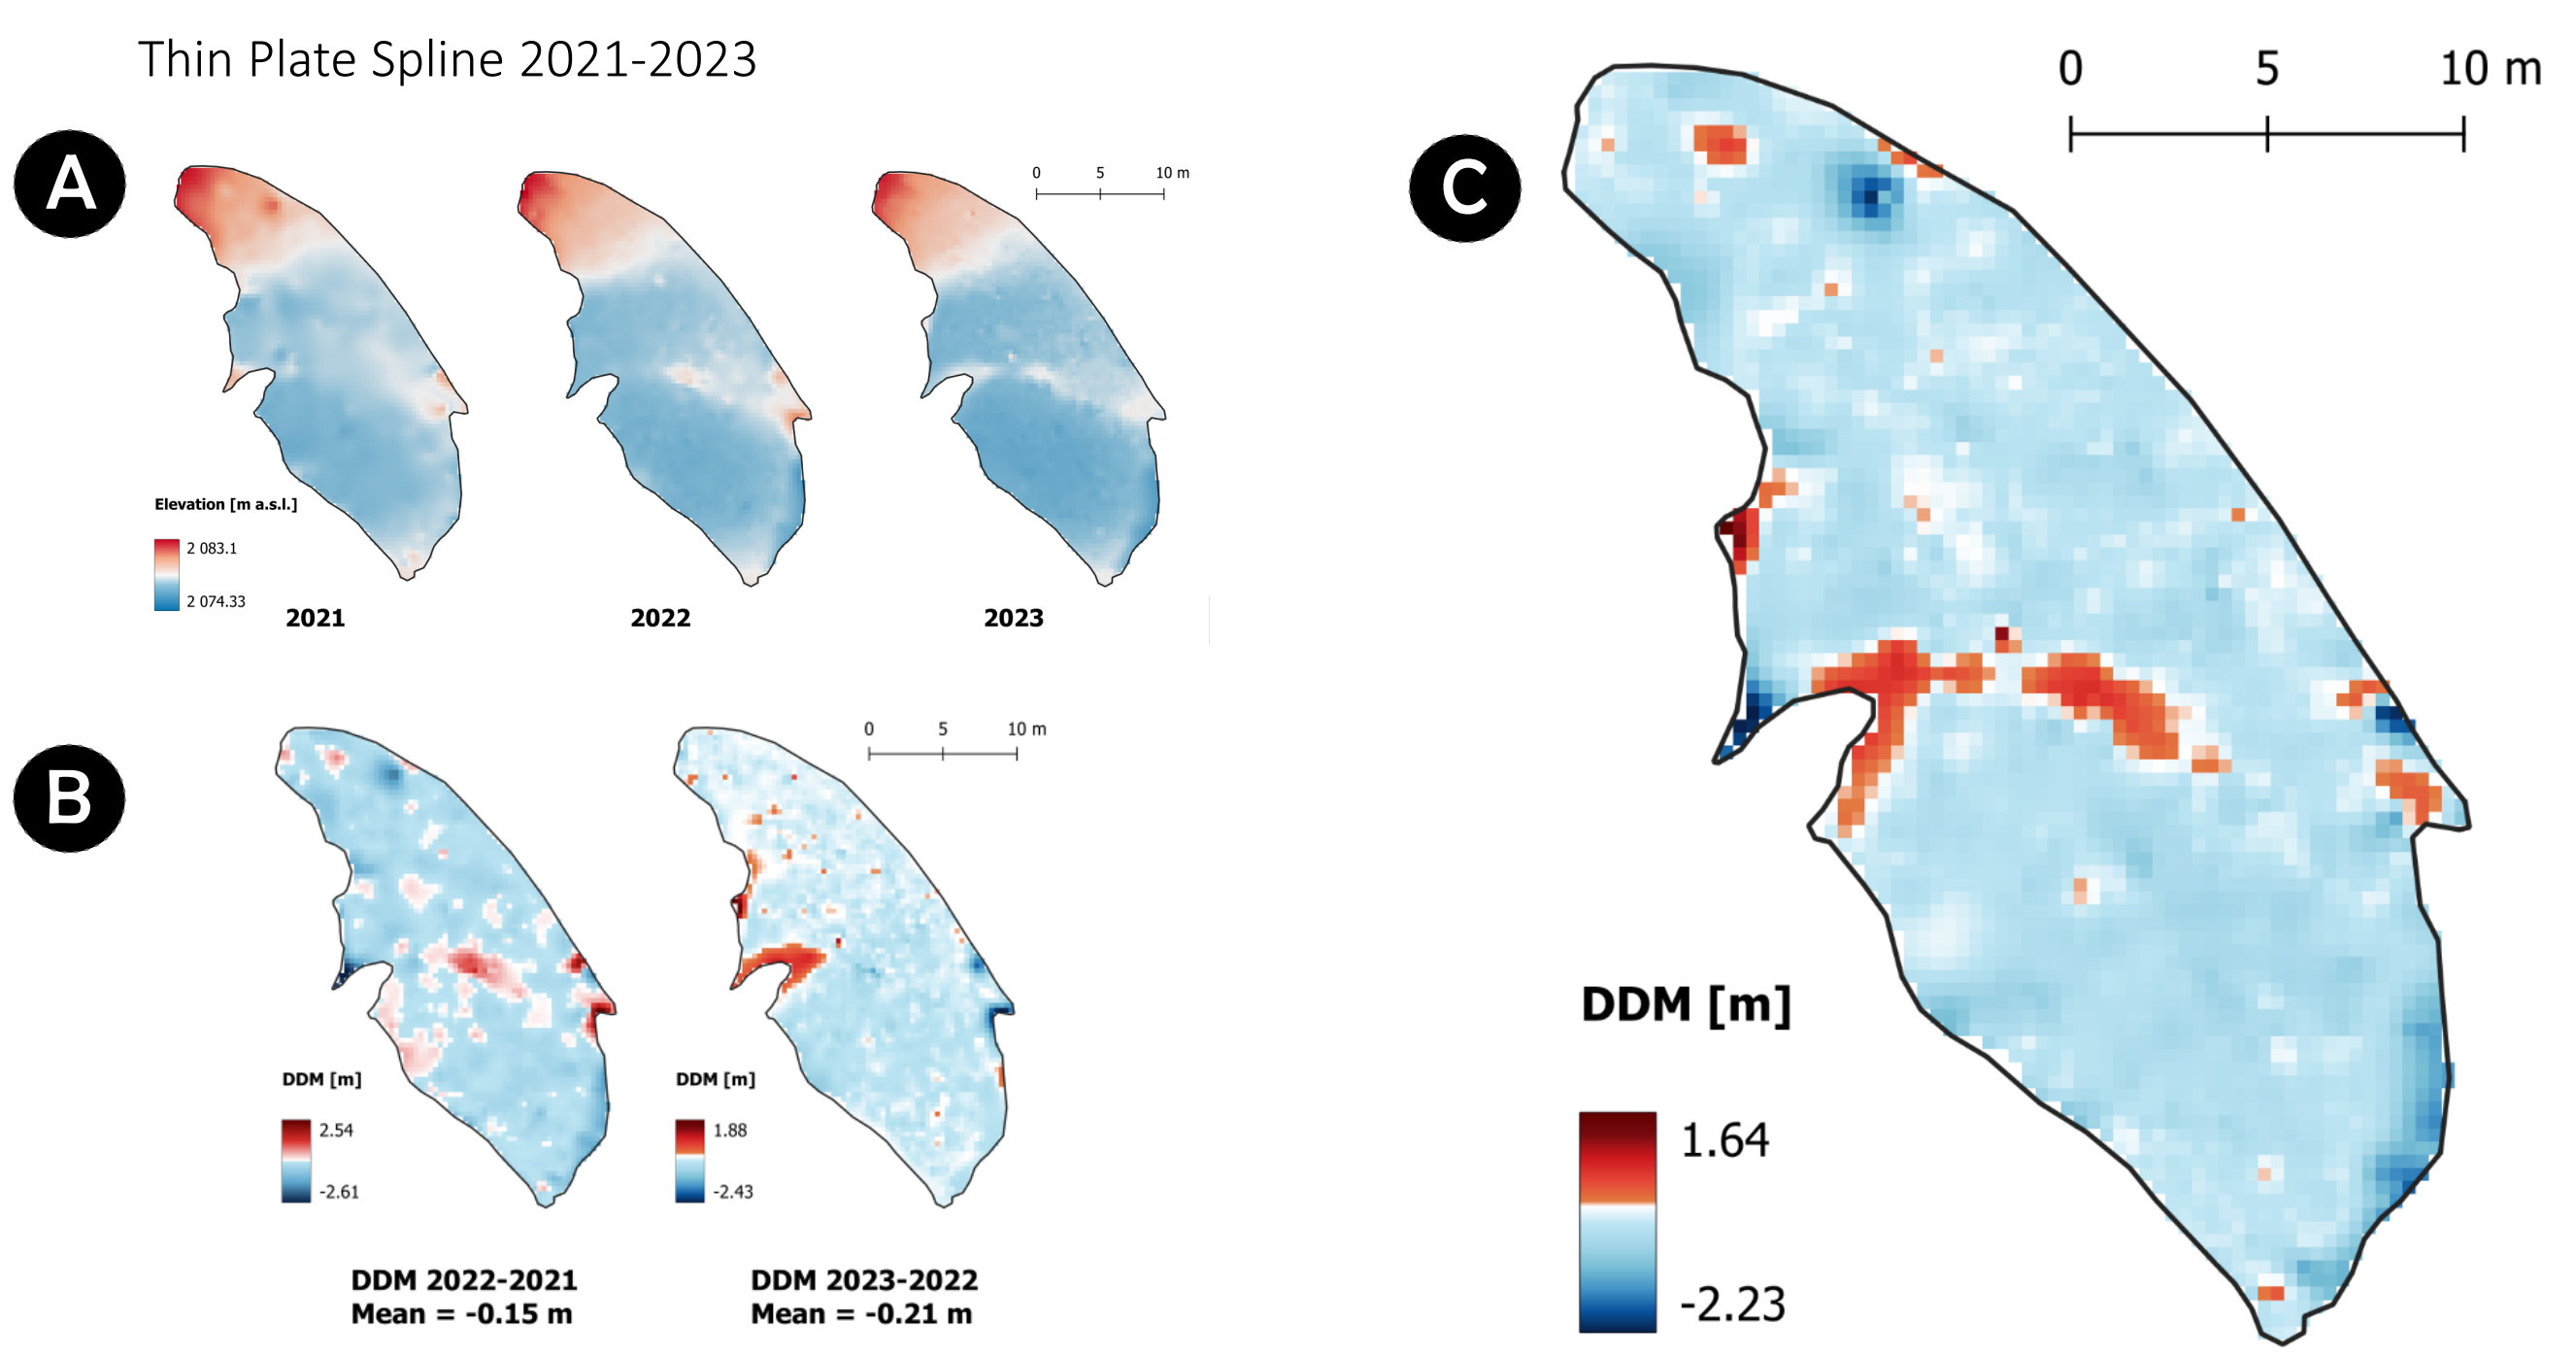 Thin Plate Spline 2021-2023
A
0 5 10 m
Elevation [m a.s.l.]
2 083.1
2 074.33
2021 2022 2023
B
0 5 10 m
DDM [m]
2.54
-2.61
DDM [m]
1.88
-2.43
DDM 2022-2021
Mean = -0.15 m
DDM 2023-2022
Mean = -0.21 m
C
0 5 10 m
DDM [m]
1.64
-2.23